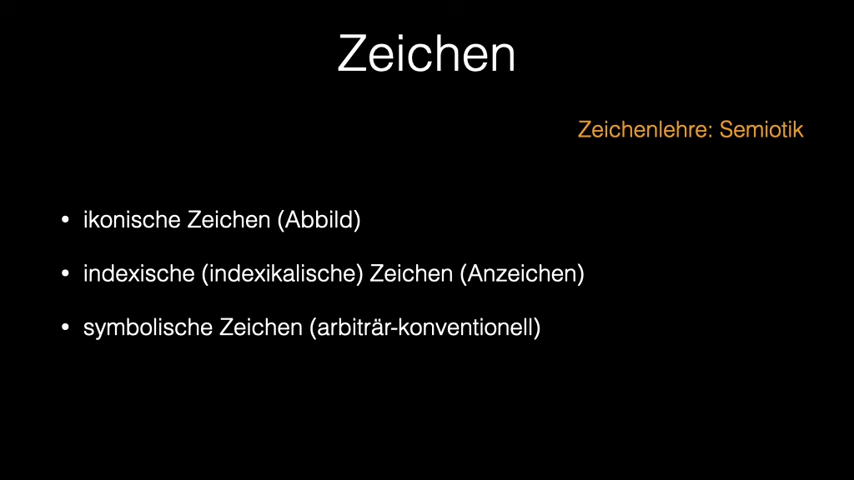 Zeichen
Zeichenlehre: Semiotik
• ikonische Zeichen (Abbild)
• indexische (indexikalische) Zeichen (Anzeichen)
• symbolische Zeichen (arbiträr-konventionell)